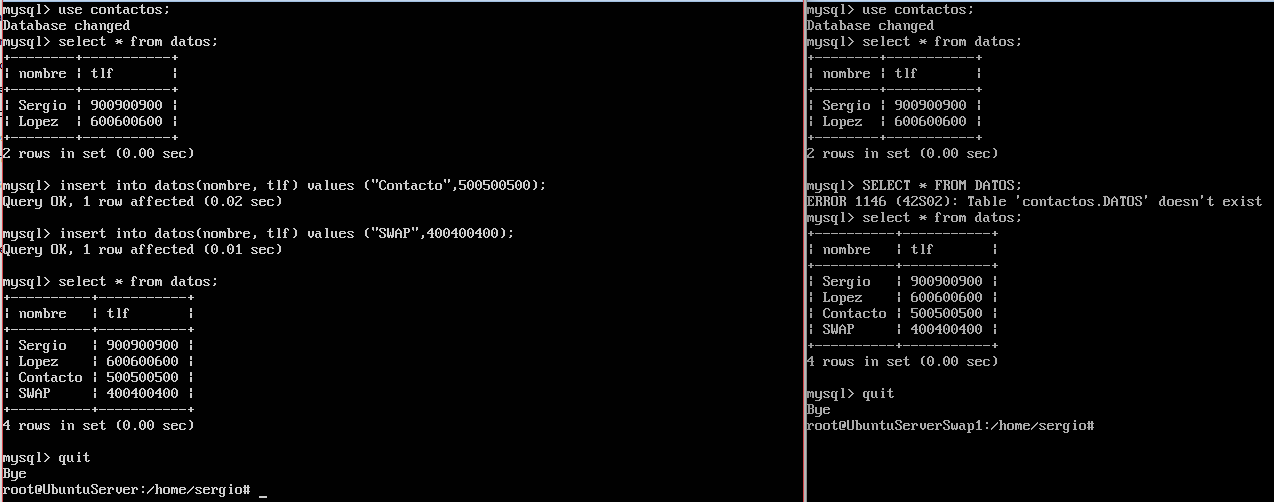 mysql> use contactos;
Database changed
mysql> select * from datos;
+--------+-----------+
| nombre | tlf       |
+--------+-----------+
| Sergio | 900900900 |
| Lopez  | 600600600 |
+--------+-----------+
2 rows in set (0.00 sec)
mysql> insert into datos(nombre, tlf) values ("Contacto",500500500);
Query OK, 1 row affected (0.02 sec)
mysql> insert into datos(nombre, tlf) values ("SWAP",400400400);
Query OK, 1 row affected (0.01 sec)
mysql> select * from datos;
+----------+-----------+
| nombre   | tlf       |
+----------+-----------+
| Sergio   | 900900900 |
| Lopez    | 600600600 |
| Contacto | 500500500 |
| SWAP     | 400400400 |
+----------+-----------+
4 rows in set (0.00 sec)
mysql> quit
Bye
root@UbuntuServer:/home/sergio# _
mysql> use contactos;
Database changed
mysql> select * from datos;
+--------+-----------+
| nombre | tlf       |
+--------+-----------+
| Sergio | 900900900 |
| Lopez  | 600600600 |
+--------+-----------+
2 rows in set (0.00 sec)
mysql> SELECT * FROM DATOS;
ERROR 1146 (42S02): Table 'contactos.DATOS' doesn't exist
mysql> select * from datos;
+----------+-----------+
| nombre   | tlf       |
+----------+-----------+
| Sergio   | 900900900 |
| Lopez    | 600600600 |
| Contacto | 500500500 |
| SWAP     | 400400400 |
+----------+-----------+
4 rows in set (0.00 sec)
mysql> quit
Bye
root@UbuntuServerSwap1:/home/sergio#